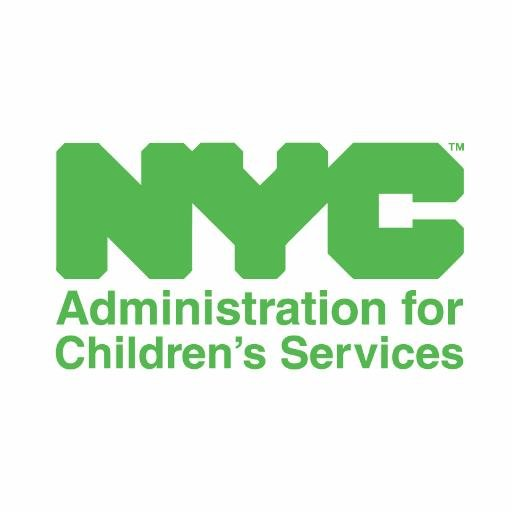 NYC™
Administration for
Children's Services